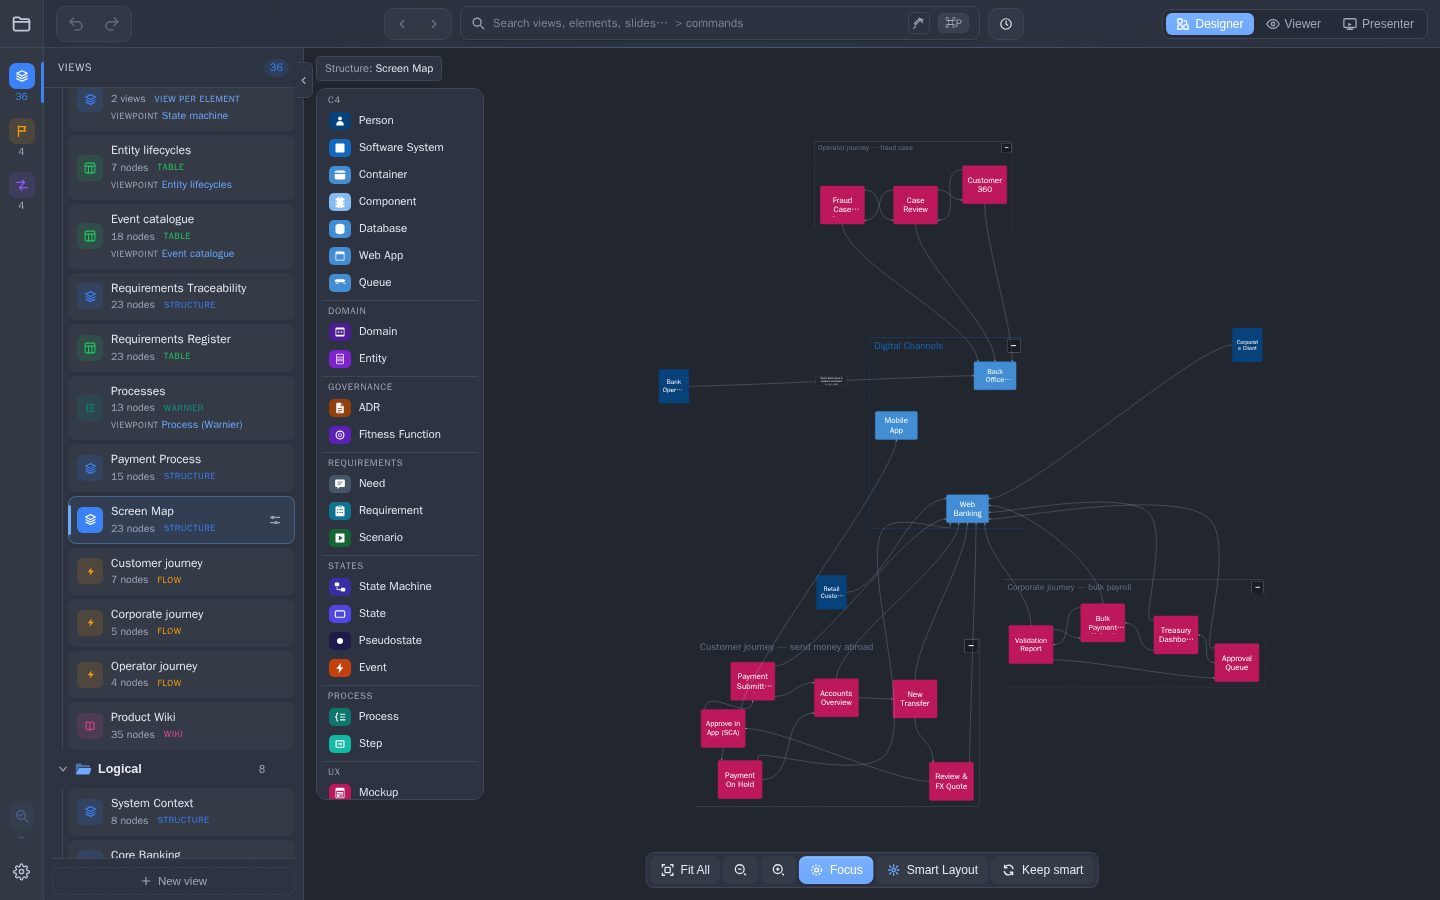 Search views, elements, slides⋯ > commands
⌘P
Designer
Viewer
Presenter
36
4
4
VIEWS
36
2 views VIEW PER ELEMENT
VIEWPOINT State machine
Entity lifecycles
7 nodes TABLE
VIEWPOINT Entity lifecycles
Event catalogue
18 nodes TABLE
VIEWPOINT Event catalogue
Requirements Traceability
23 nodes STRUCTURE
Requirements Register
23 nodes TABLE
Processes
13 nodes WARNIER
VIEWPOINT Process (Warnier)
Payment Process
15 nodes STRUCTURE
Screen Map
23 nodes STRUCTURE
Customer journey
7 nodes FLOW
Corporate journey
5 nodes FLOW
Operator journey
4 nodes FLOW
Product Wiki
35 nodes WIKI
Logical 8
System Context
8 nodes STRUCTURE
Core Banking
New view
Structure: Screen Map
C4
Person
Software System
Container
Component
Database
Web App
Queue
DOMAIN
Domain
Entity
GOVERNANCE
ADR
Fitness Function
REQUIREMENTS
Need
Requirement
Scenario
STATES
State Machine
State
Pseudostate
Event
PROCESS
Process
Step
UX
Mockup
Operator journey — fraud case
Fraud
Case⋯
Case
Review
Customer
360
Digital Channels
Back
Office⋯
Bank
Oper⋯
Corporat
e Client
Mobile
App
Web
Banking
Retail
Custo⋯
Corporate journey — bulk payroll
Validation
Report
Bulk
Payment⋯
Treasury
Dashbo⋯
Approval
Queue
Customer journey — send money abroad
Payment
Submitt⋯
Accounts
Overview
New
Transfer
Approve in
App (SCA)
Payment
On Hold
Review &
FX Quote
Fit All
Focus
Smart Layout
Keep smart